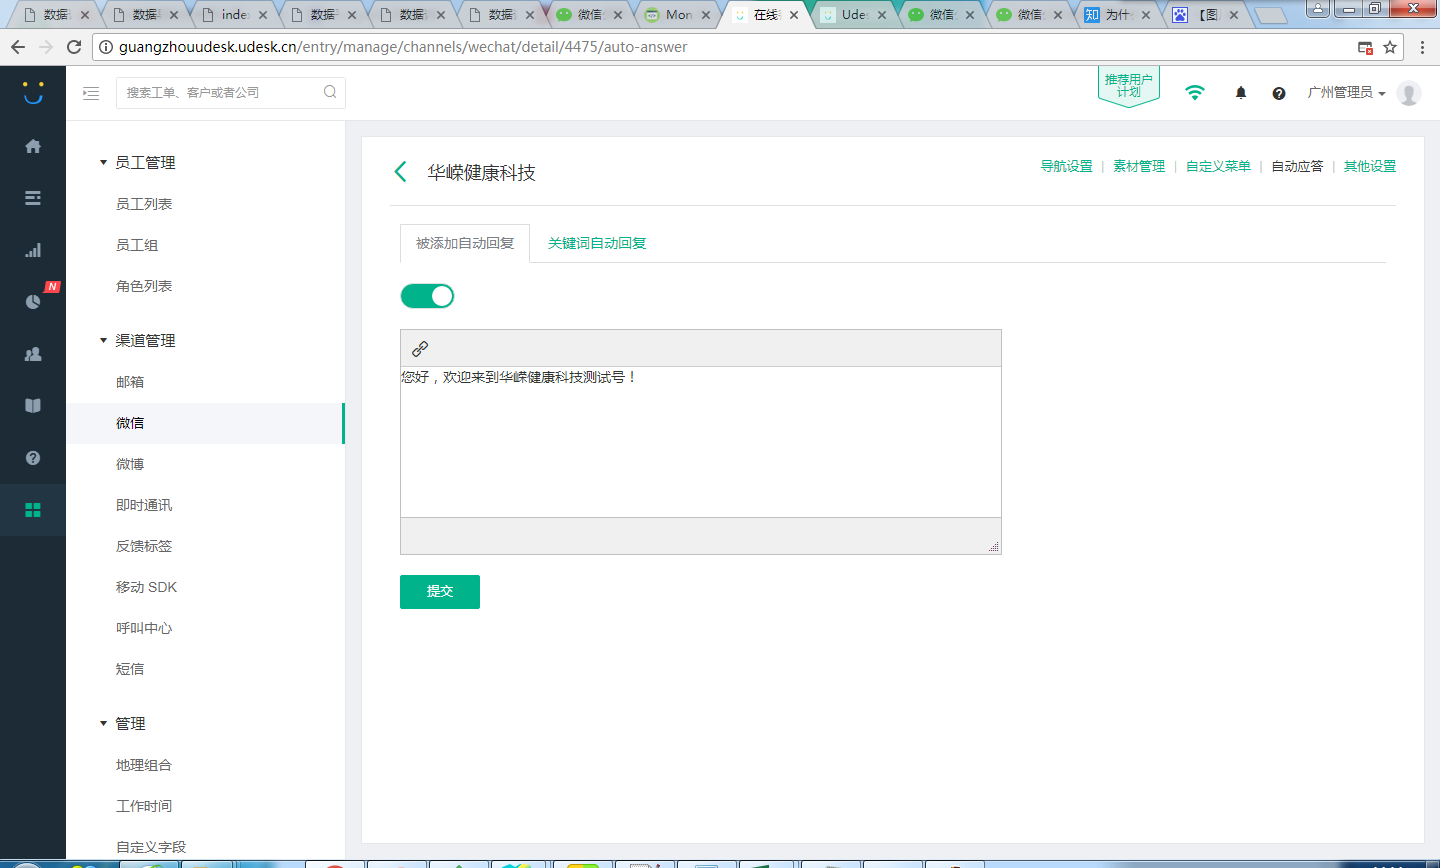 数据
数据
inde
数据
数据
数据
微信
Mon
在线
Udes
微信
微信
为什
【图
guangzhouudesk.udesk.cn/entry/manage/channels/wechat/detail/4475/auto-answer
搜索工单、客户或者公司
推荐用户
计划
广州管理员
N
员工管理
员工列表
员工组
角色列表
渠道管理
邮箱
微信
微博
即时通讯
反馈标签
移动 SDK
呼叫中心
短信
管理
地理组合
工作时间
自定义字段
华嵘健康科技
导航设置 | 素材管理 | 自定义菜单 | 自动应答 | 其他设置
被添加自动回复
关键词自动回复
您好，欢迎来到华嵘健康科技测试号！
提交